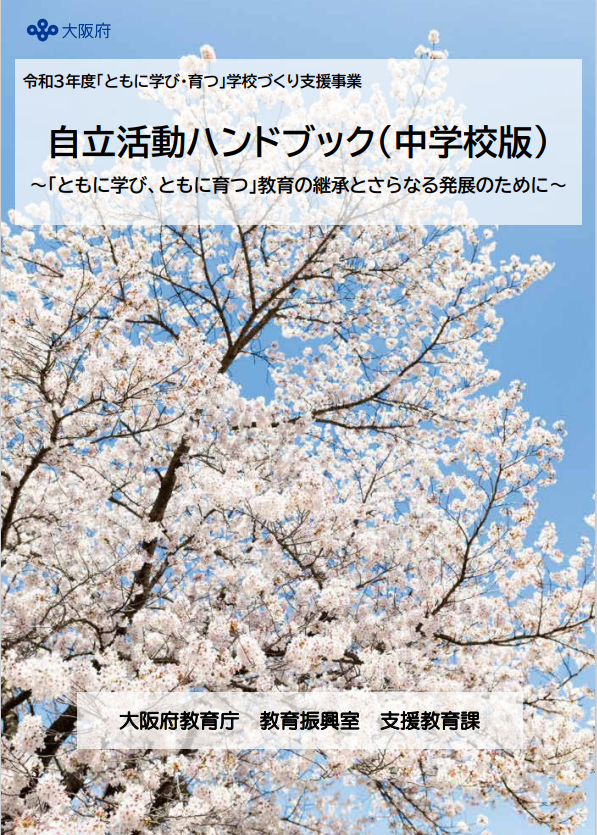 大阪府
令和3年度「ともに学び・育つ」学校づくり支援事業
自立活動ハンドブック（中学校版）
～「ともに学び、ともに育つ」教育の継承とさらなる発展のために～
大阪府教育庁　教育振興室　支援教育課